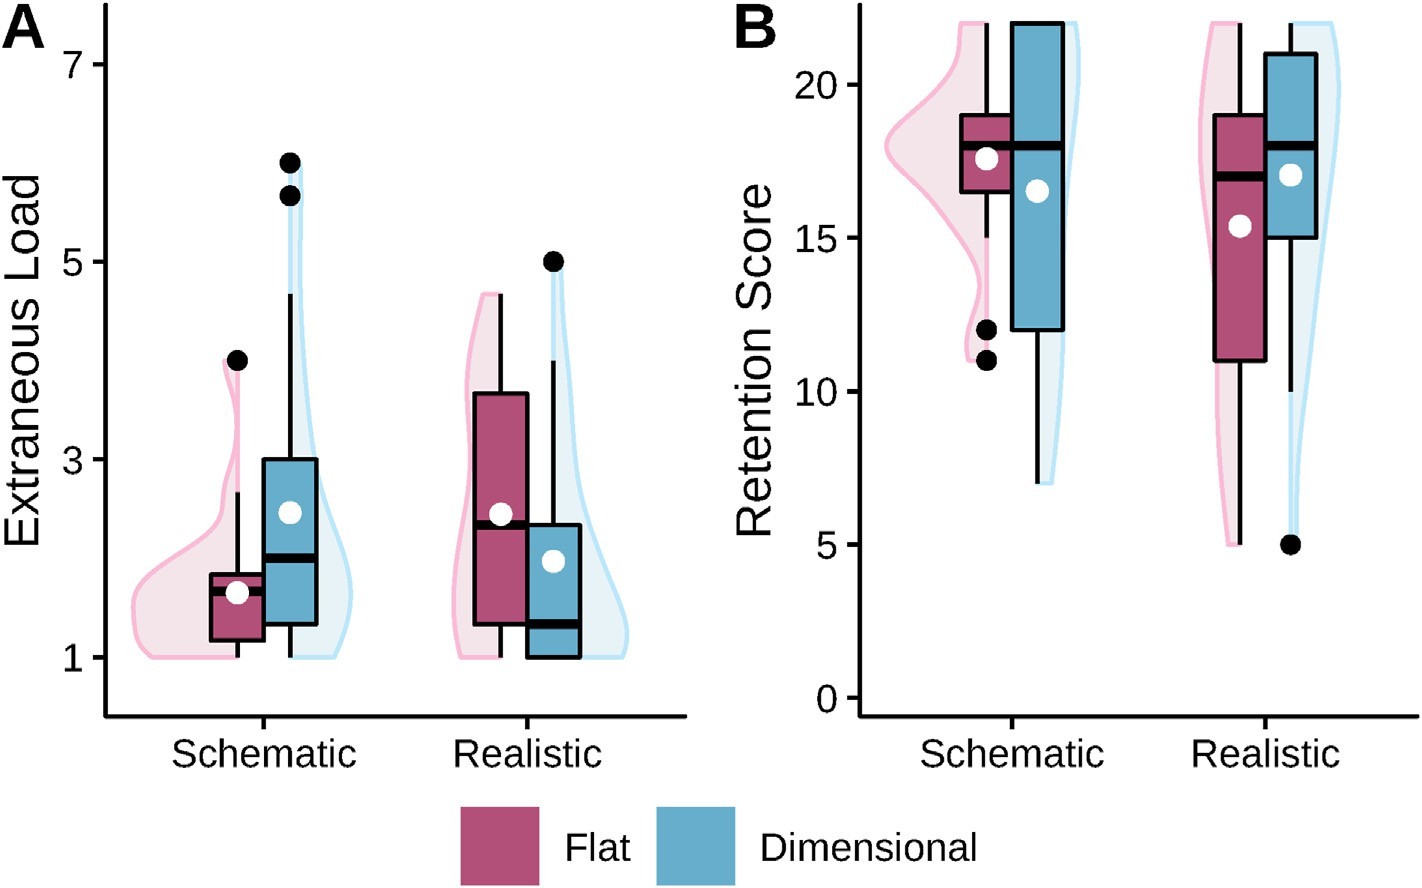 A
Extraneous Load
7
5
3
1
Schematic
Realistic
B
Retention Score
20
15
10
5
0
Schematic
Realistic
Flat
Dimensional